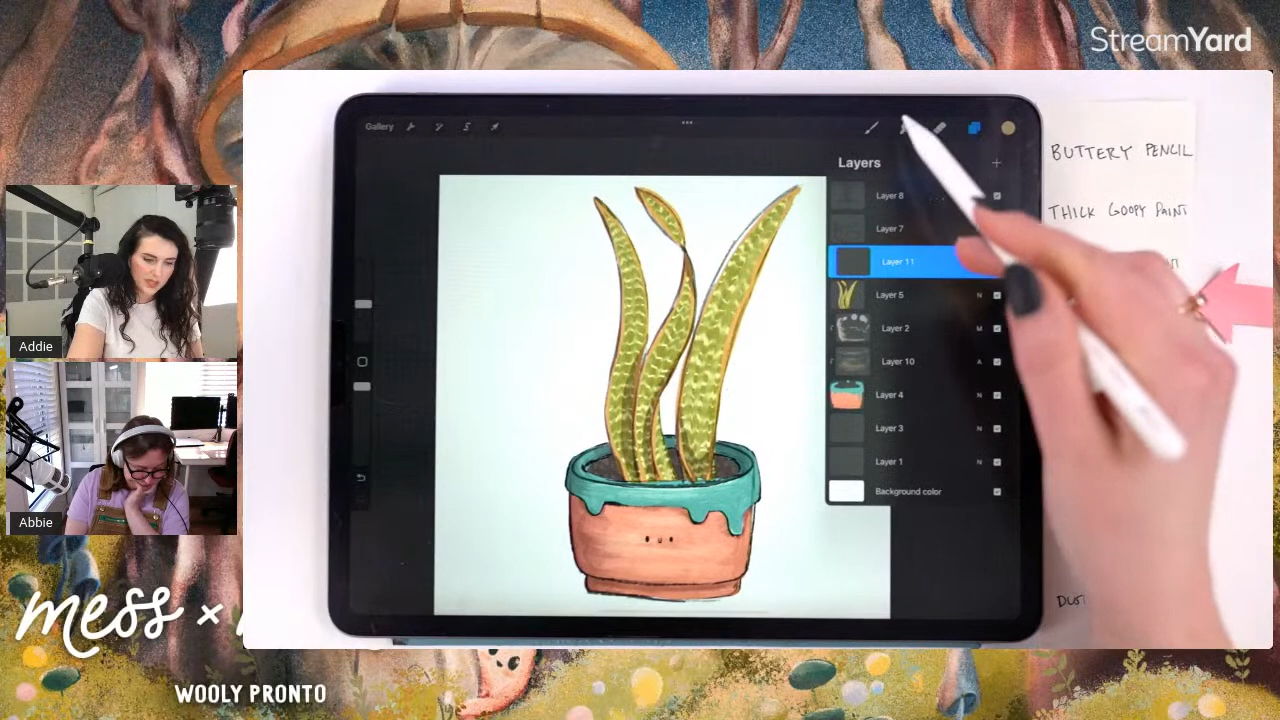 StreamYard
Gallery
Layers
Layer 8
Layer 7
Layer 11
Layer 5
N
Layer 2
M
Layer 10
A
Layer 4
N
Layer 3
N
Layer 1
N
Background color
BUTTERY PENCIL
THICK GOOPY PAINT
Addie
Abbie
mess ×
WOOLY PRONTO